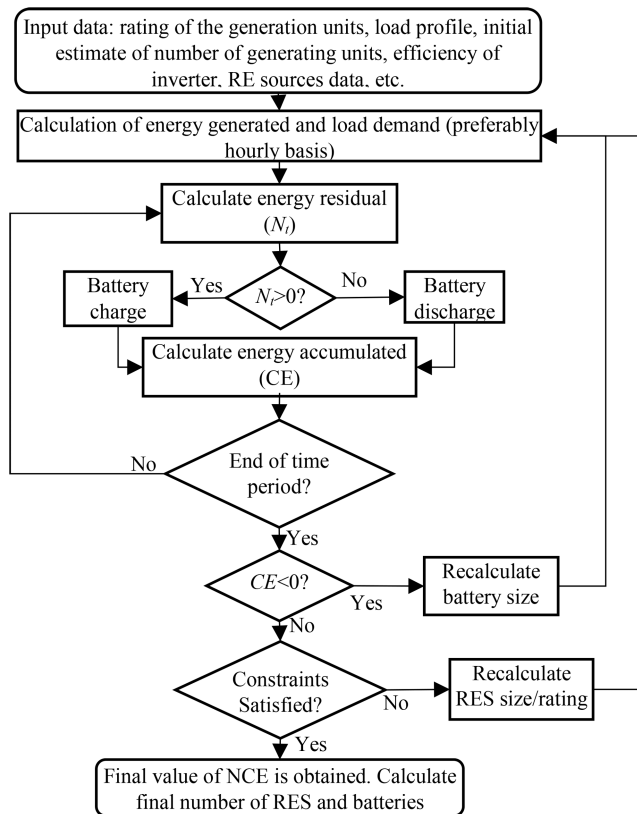 Input data: rating of the generation units, load profile, initial
estimate of number of generating units, efficiency of
inverter, RE sources data, etc.
Calculation of energy generated and load demand (preferably
hourly basis)
Calculate energy residual
(Nt)
Battery
charge
Yes
Nt>0?
No
Battery
discharge
Calculate energy accumulated
(CE)
No
End of time
period?
Yes
CE<0?
Yes
Recalculate
battery size
No
Constraints
Satisfied?
No
Recalculate
RES size/rating
Yes
Final value of NCE is obtained. Calculate
final number of RES and batteries